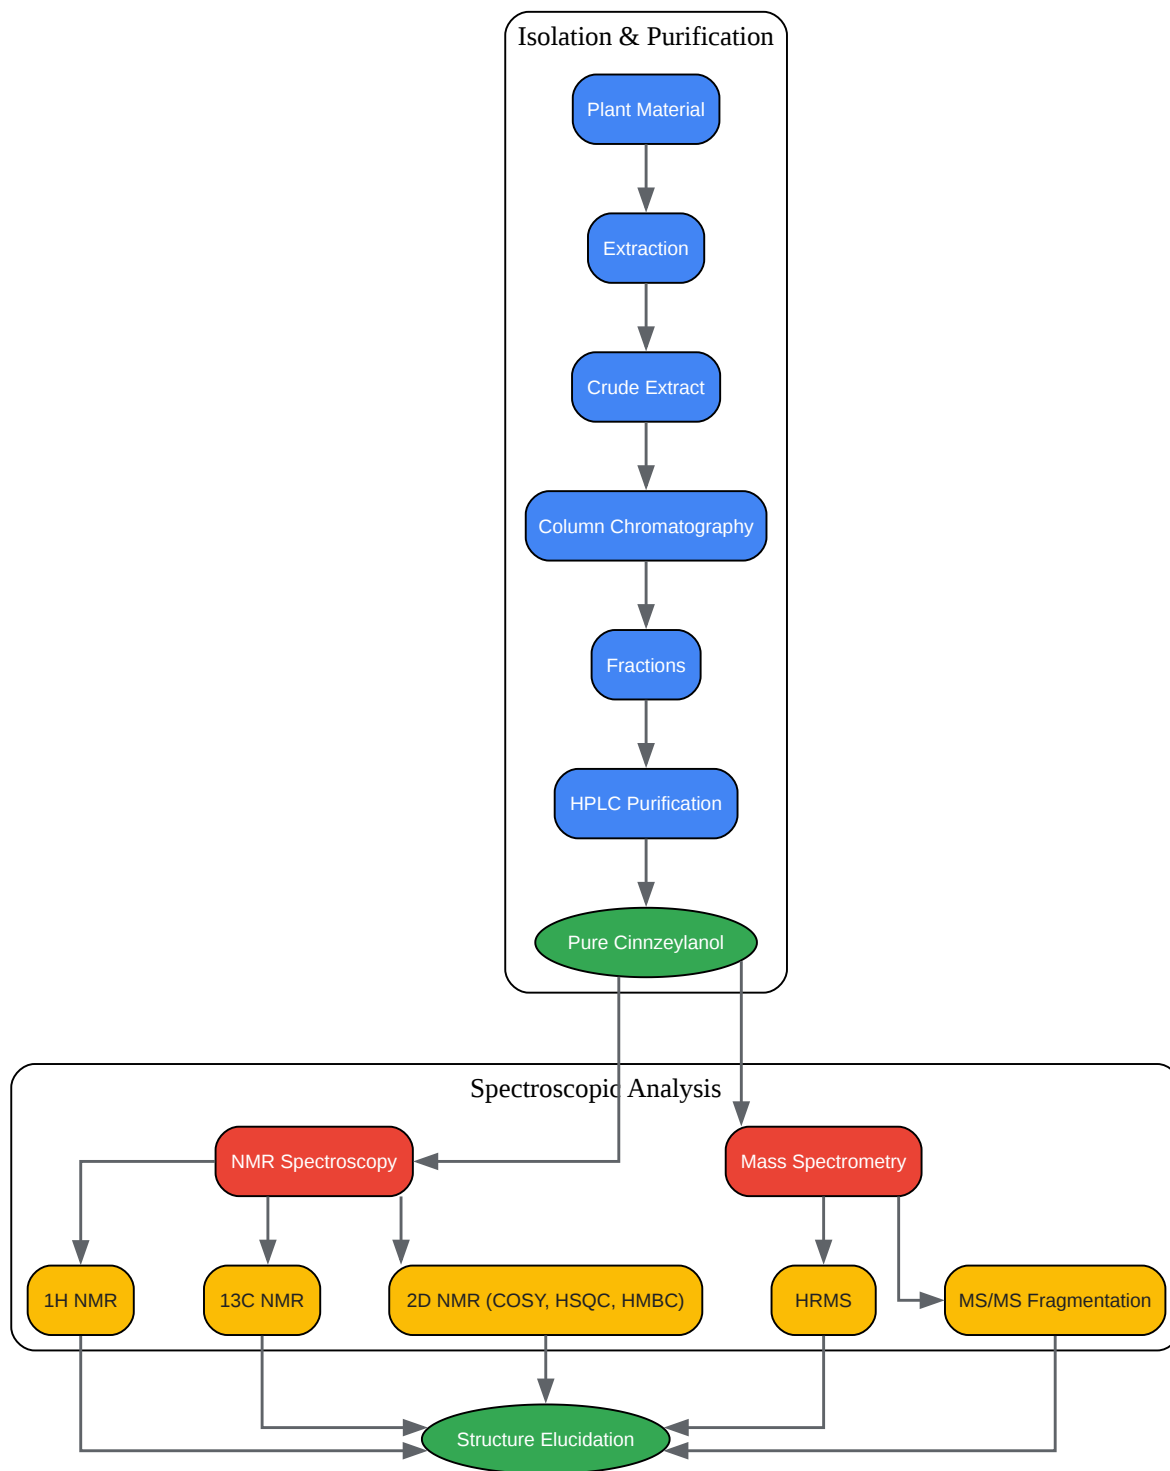 Isolation & Purification
Plant Material
Extraction
Crude Extract
Column Chromatography
Fractions
HPLC Purification
Pure Cinnzeylanol
Spectroscopic Analysis
NMR Spectroscopy
Mass Spectrometry
1H NMR
13C NMR
2D NMR (COSY, HSQC, HMBC)
HRMS
MS/MS Fragmentation
Structure Elucidation